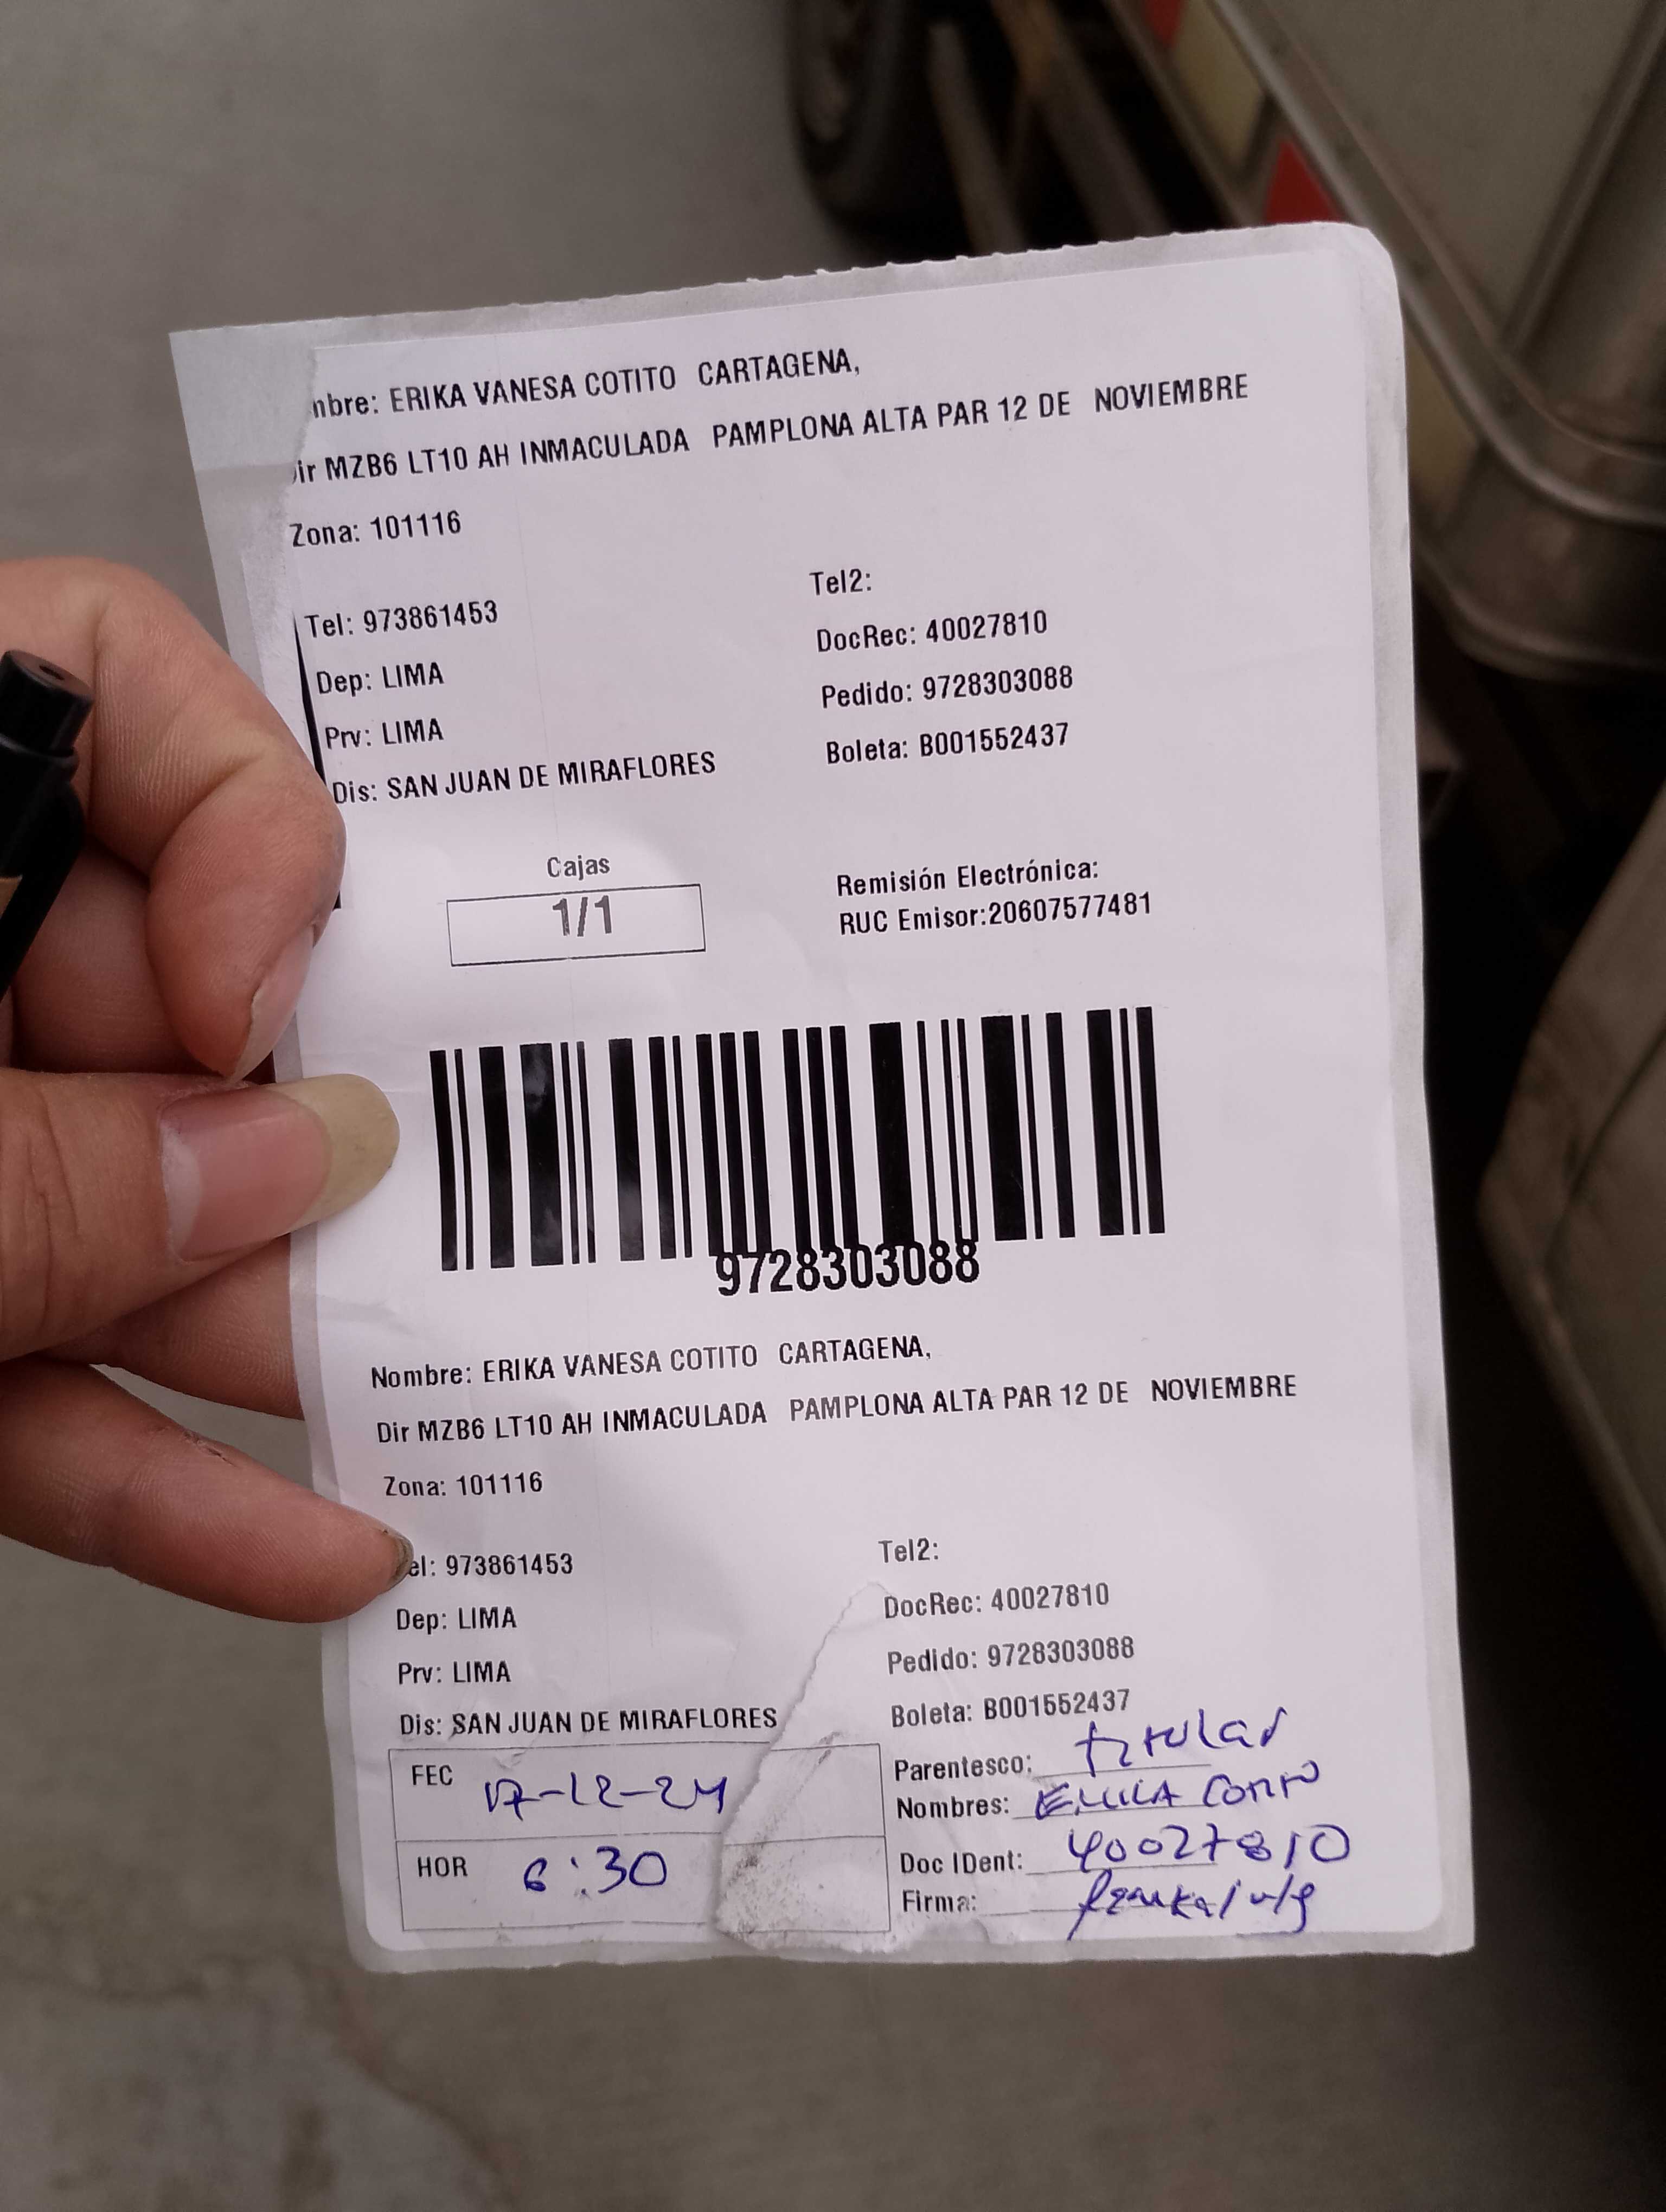 nbre: ERIKA VANESA COTITO CARTAGENA,
ir MZB6 LT10 AH INMACULADA PAMPLONA ALTA PAR 12 DE NOVIEMBRE
Zona: 101116
Tel2:
Tel: 973861453
DocRec: 40027810
Dep: LIMA
Pedido: 9728303088
Prv: LIMA
Boleta: B001552437
Dis: SAN JUAN DE MIRAFLORES
Cajas
1/1
Remisión Electrónica:
RUC Emisor:20607577481
9728303088
Nombre: ERIKA VANESA COTITO CARTAGENA,
Dir MZB6 LT10 AH INMACULADA PAMPLONA ALTA PAR 12 DE NOVIEMBRE
Zona: 101116
Tel2:
el: 973861453
DocRec: 40027810
Dep: LIMA
Pedido: 9728303088
Prv: LIMA
Boleta: B001552437
Dis: SAN JUAN DE MIRAFLORES
FEC 17-12-24
HOR 6:30
Parentesco: titular
Nombres:
Doc IDent: 40027810
Firma: